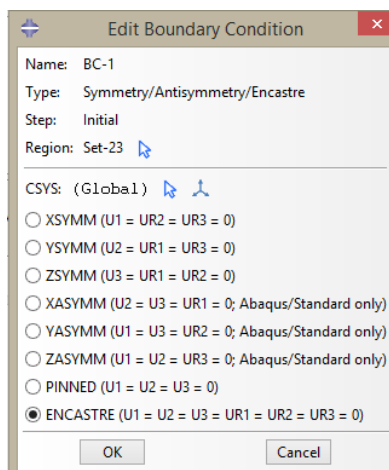 Edit Boundary Condition
Name: BC-1
Type: Symmetry/Antisymmetry/Encastre
Step: Initial
Region: Set-23
CSYS: (Global)
XSYMM (U1 = UR2 = UR3 = 0)
YSYMM (U2 = UR1 = UR3 = 0)
ZSYMM (U3 = UR1 = UR2 = 0)
XASYMM (U2 = U3 = UR1 = 0; Abaqus/Standard only)
YASYMM (U1 = U3 = UR2 = 0; Abaqus/Standard only)
ZASYMM (U1 = U2 = UR3 = 0; Abaqus/Standard only)
PINNED (U1 = U2 = U3 = 0)
ENCASTRE (U1 = U2 = U3 = UR1 = UR2 = UR3 = 0)
OK Cancel